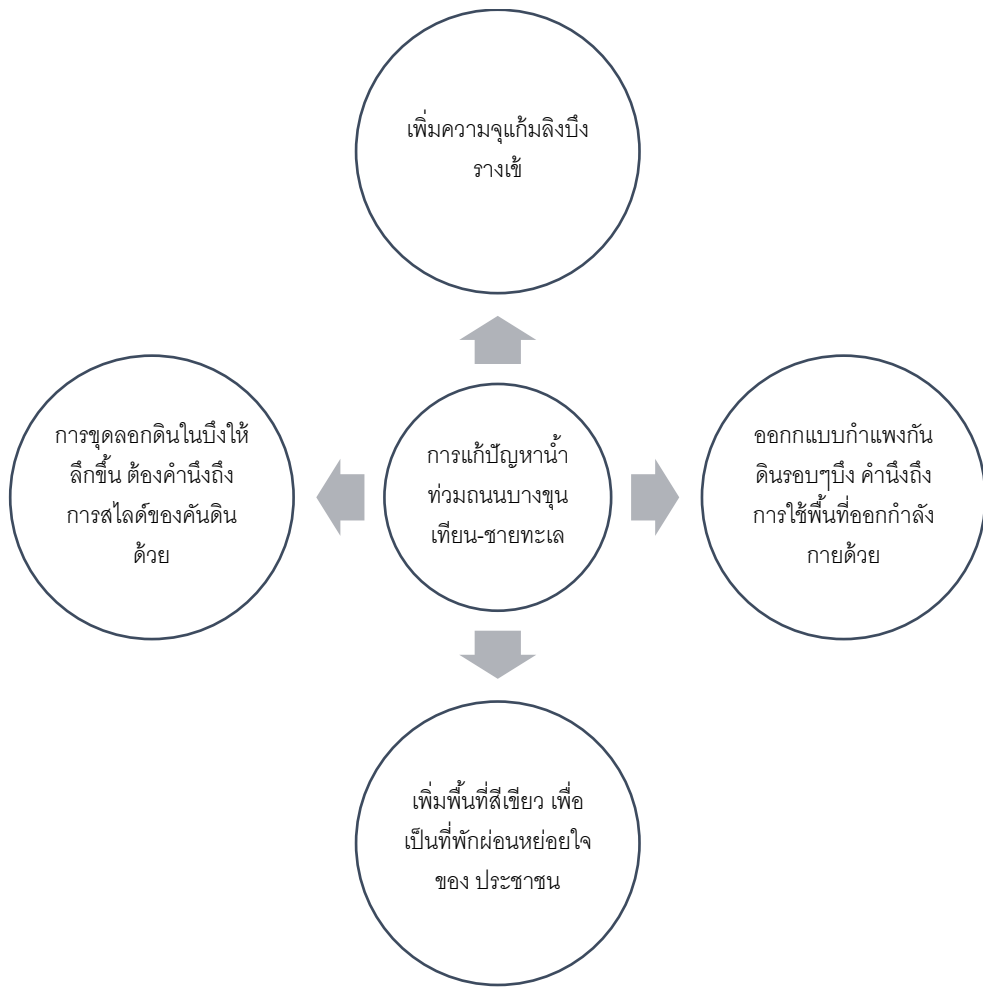 เพิ่มความจุแก้มลิงบึง
รางเข้
การขุดลอกดินในบึงให้
ลึกขึ้น ต้องคำนึงถึง
การสไลด์ของคันดิน
ด้วย
การแก้ปัญหาน้ำ
ท่วมถนนบางขุน
เทียน-ชายทะเล
ออกกแบบกำแพงกัน
ดินรอบๆบึง คำนึงถึง
การใช้พื้นที่ออกกำลัง
กายด้วย
เพิ่มพื้นที่สีเขียว เพื่อ
เป็นที่พักผ่อนหย่อยใจ
ของ ประชาชน